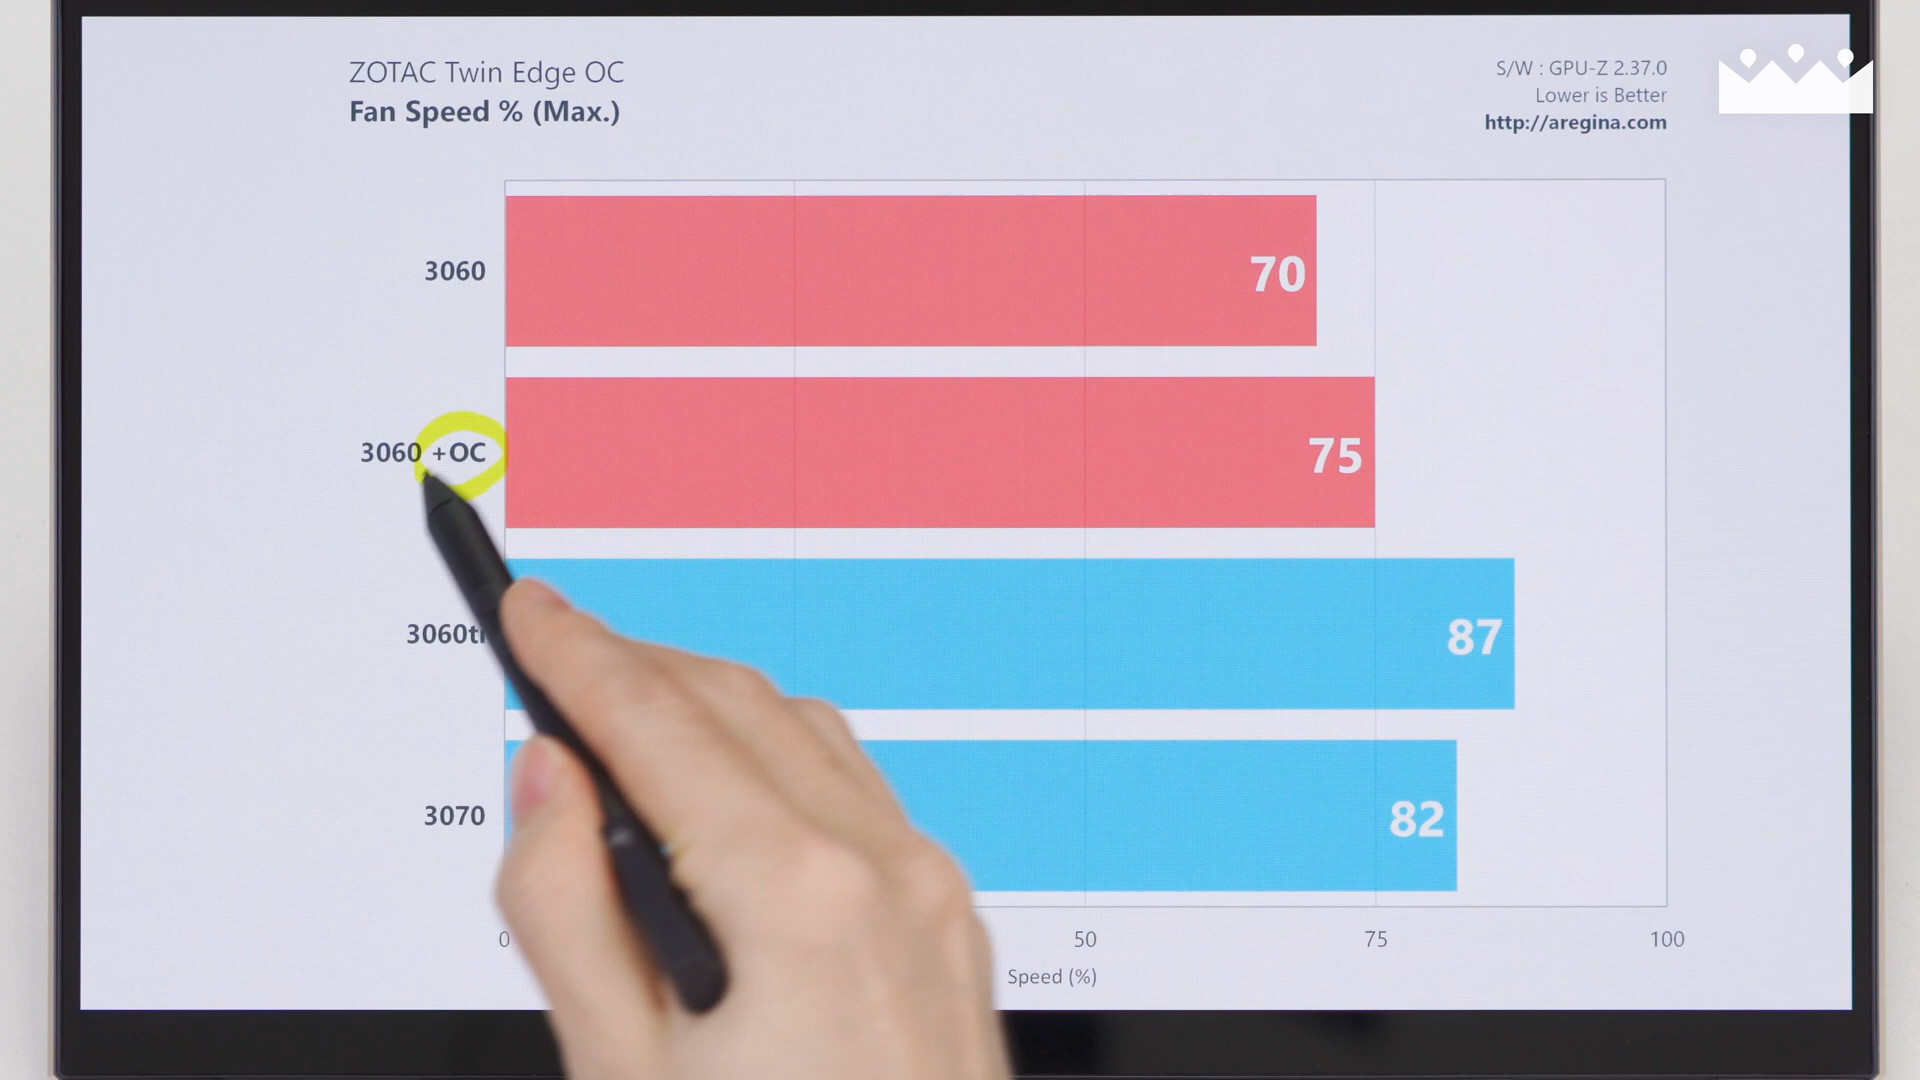 ZOTAC Twin Edge OC
Fan Speed % (Max.)
S/W : GPU-Z 2.37.0
Lower is Better
http://aregina.com
3060
70
3060 +OC
75
3060ti
87
3070
82
0
50
75
100
Speed (%)